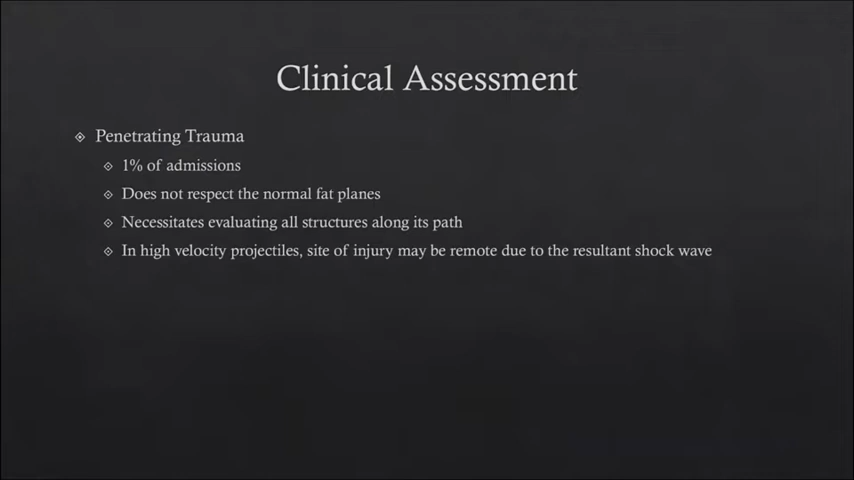 Clinical Assessment
Penetrating Trauma
1% of admissions
Does not respect the normal fat planes
Necessitates evaluating all structures along its path
In high velocity projectiles, site of injury may be remote due to the resultant shock wave